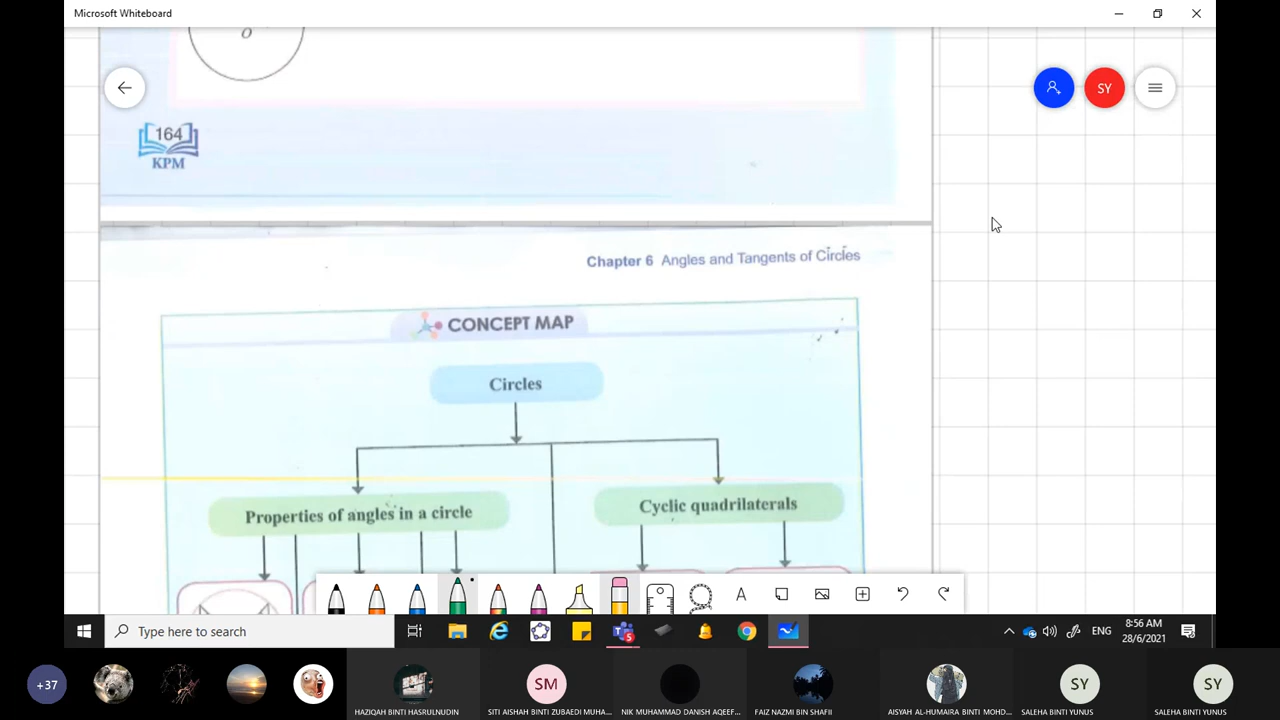 Microsoft Whiteboard
O
SY
164
KPM
Chapter 6 Angles and Tangents of Circles
CONCEPT MAP
Circles
Properties of angles in a circle
Cyclic quadrilaterals
A
Type here to search
ENG
8:56 AM
28/6/2021
+37
SM
SY
SY
HAZIQAH BINTI HASRULNUDIN
SITI AISHAH BINTI ZUBAEDI MUHA...
NIK MUHAMMAD DANISH AQEEF...
FAIZ NAZMI BIN SHAFII
AISYAH AL-HUMAIRA BINTI MOHD...
SALEHA BINTI YUNUS
SALEHA BINTI YUNUS